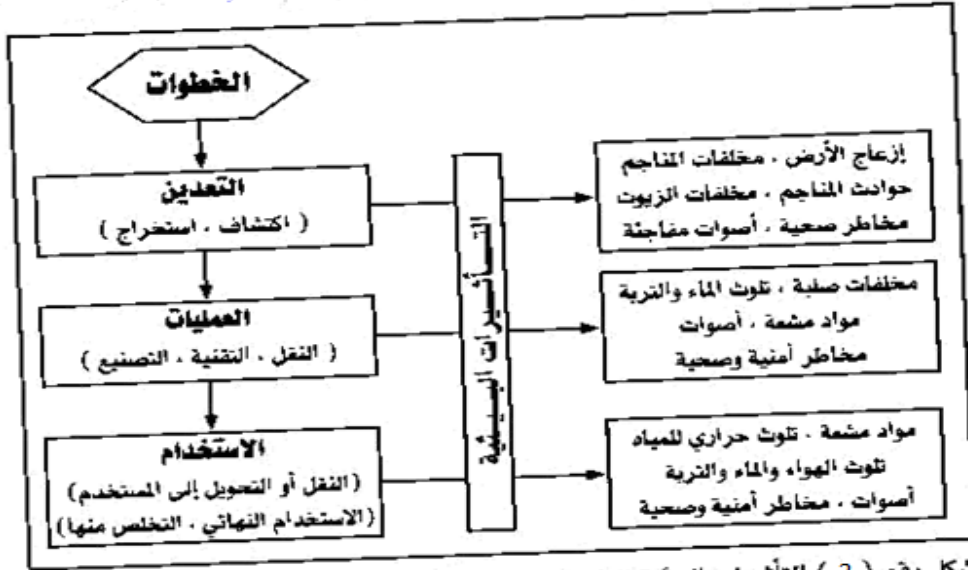 الخطوات
التعدين
( اكتشاف ، استخراج )
العمليات
( النقل ، التقنية ، التصنيع )
الاستخدام
(النقل أو التحويل إلى المستخدم)
(الاستخدام النهائي ، التخلص منها)
التأثيرات البيئية
إزعاج الأرض ، مخلفات المناجم
حوادث المناجم ، مخلفات الزيوت
مخاطر صحية ، أصوات مفاجئة
مخلفات صلبة ، تلوث الماء والتربة
مواد مشعة ، أصوات
مخاطر أمنية وصحية
مواد مشعة ، تلوث حراري للمياه
تلوث الهواء والماء والتربة
أصوات ، مخاطر أمنية وصحية
( 2 )